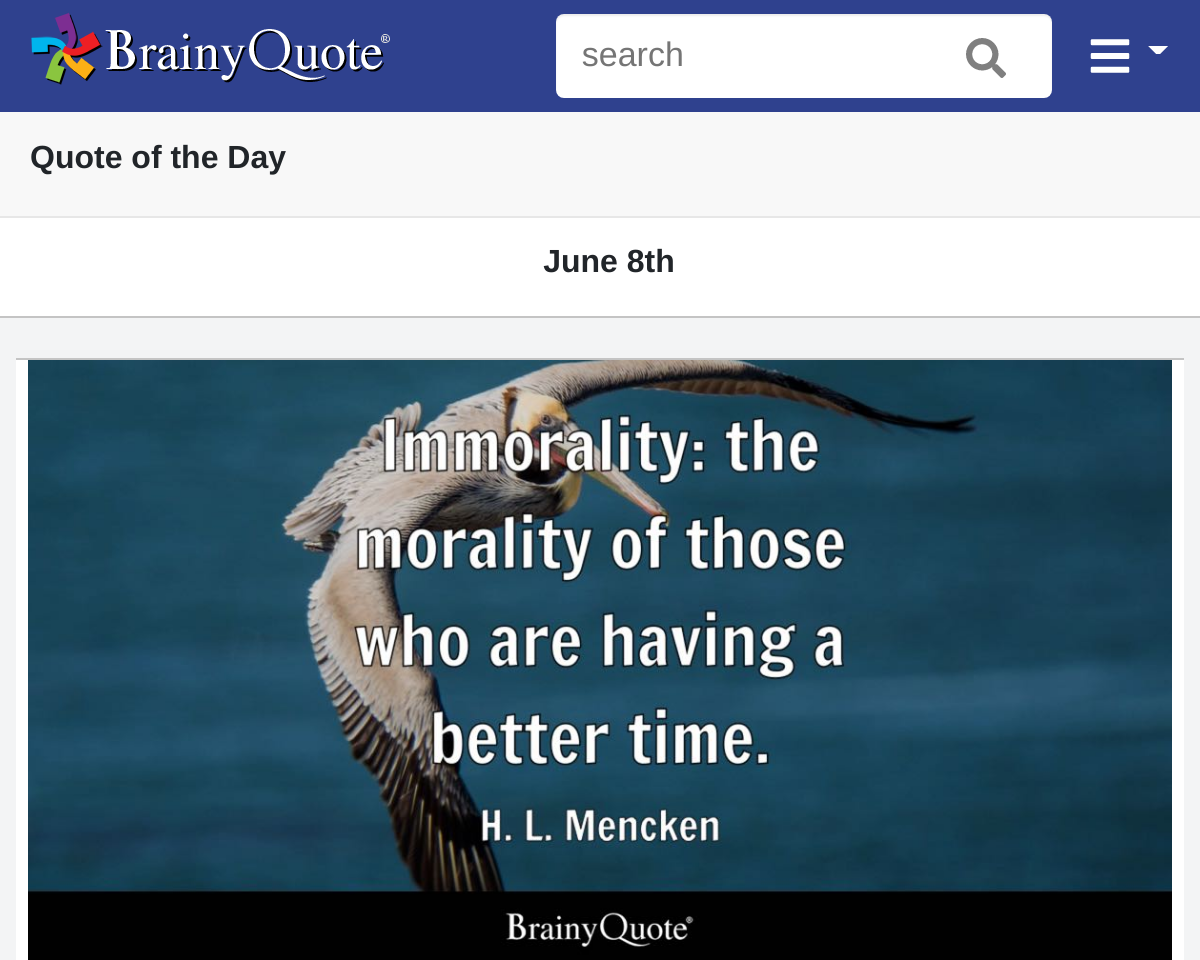 BrainyQuote®
search
Quote of the Day
June 8th
Immorality: the
morality of those
who are having a
better time.
H. L. Mencken
BrainyQuote®